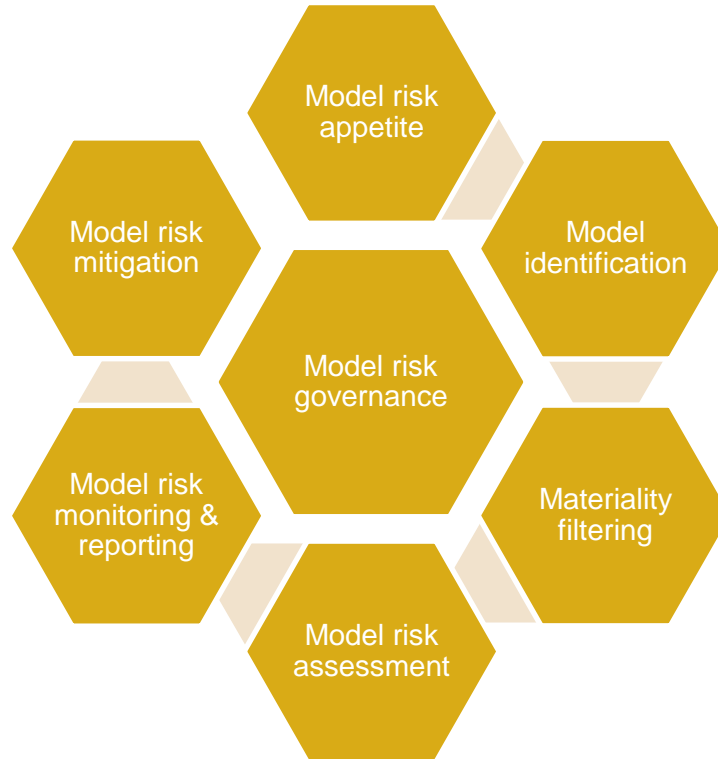 Model risk
appetite
Model
identification
Materiality
filtering
Model risk
assessment
Model risk
monitoring &
reporting
Model risk
mitigation
Model risk
governance